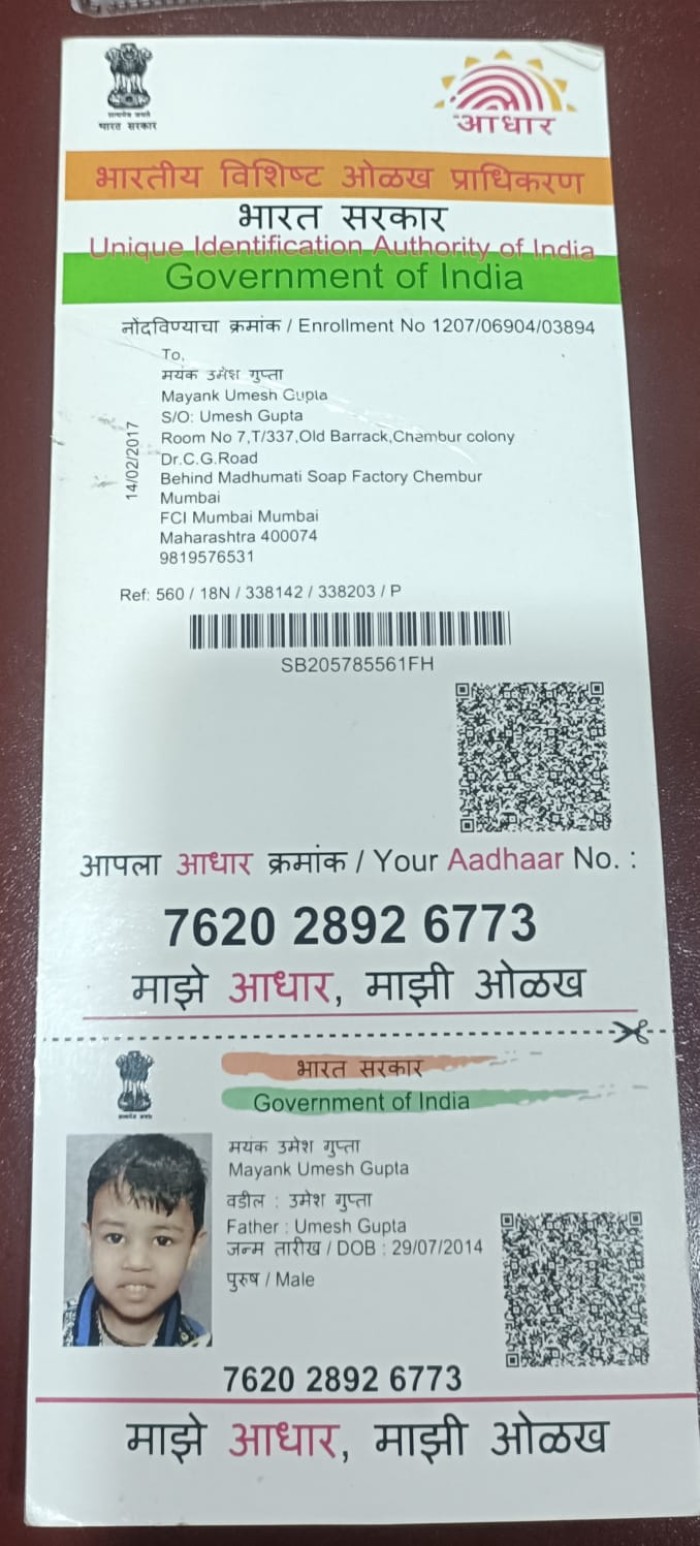 भारत सरकार
आधार
भारतीय विशिष्ट ओळख प्राधिकरण
भारत सरकार
Unique Identification Authority of India
Government of India
नोंदविण्याचा क्रमांक / Enrollment No 1207/06904/03894
To,
मयंक उमेश गुप्ता
Mayank Umesh Gupta
S/O: Umesh Gupta
Room No 7,T/337,Old Barrack,Chembur colony
Dr.C.G.Road
Behind Madhumati Soap Factory Chembur
Mumbai
FCI Mumbai Mumbai
Maharashtra 400074
9819576531
14/02/2017
Ref: 560 / 18N / 338142 / 338203 / P
SB205785561FH
आपला आधार क्रमांक / Your Aadhaar No. :
7620 2892 6773
माझे आधार, माझी ओळख
भारत सरकार
Government of India
मयंक उमेश गुप्ता
Mayank Umesh Gupta
वडील : उमेश गुप्ता
Father : Umesh Gupta
जन्म तारीख / DOB : 29/07/2014
पुरुष / Male
7620 2892 6773
माझे आधार, माझी ओळख